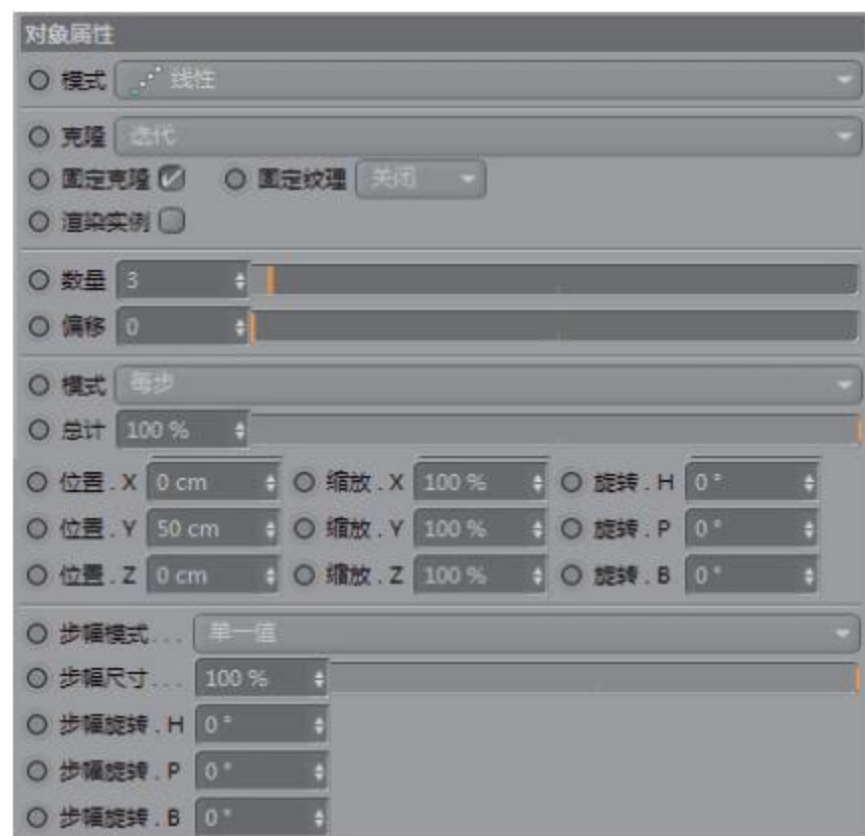 对象属性
模式 线性
克隆 迭代
固定克隆 固定纹理 关闭
渲染实例
数量 3
偏移 0
模式 每步
总计 100 %
位置 . X 0 cm 缩放 . X 100 % 旋转 . H 0 °
位置 . Y 50 cm 缩放 . Y 100 % 旋转 . P 0 °
位置 . Z 0 cm 缩放 . Z 100 % 旋转 . B 0 °
步幅模式 . . . 单一值
步幅尺寸 . . . 100 %
步幅旋转 . H 0 °
步幅旋转 . P 0 °
步幅旋转 . B 0 °